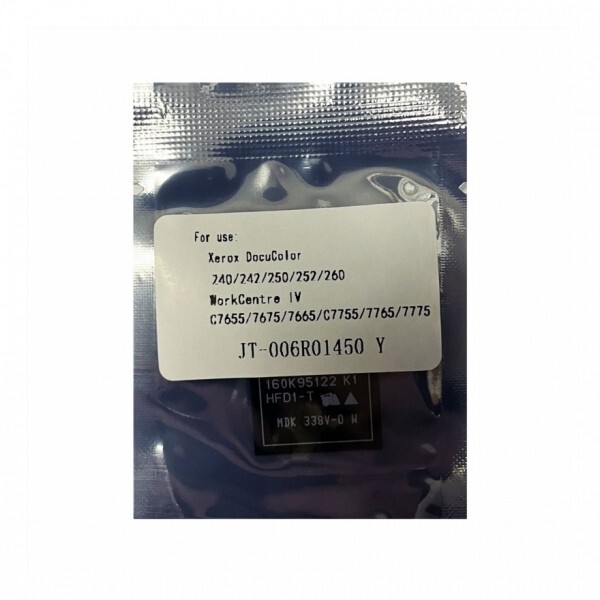 For use:
Xerox DocuColor
240/242/250/252/260
WorkCentre IV
C7655/7675/7665/C7755/7765/7775
JT-006R01450 Y
160K95122 K1
HFD1-T
MDK 338V-0 W